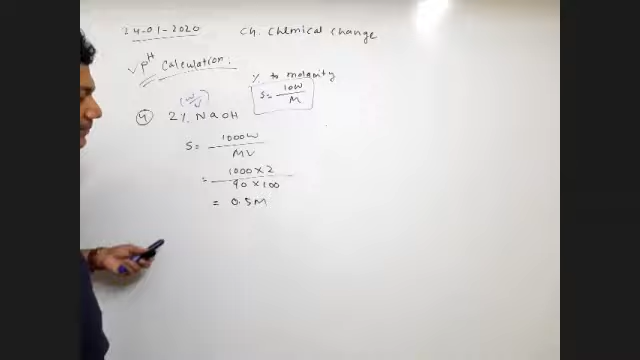 24-01-2020
Ch. Chemical Change
✓ pH Calculation.
% to molarity
S = 10W / M
(W/V)
4 2% NaOH
S = 1000W / MV
= 1000 × 2 / 40 × 100
= 0.5M